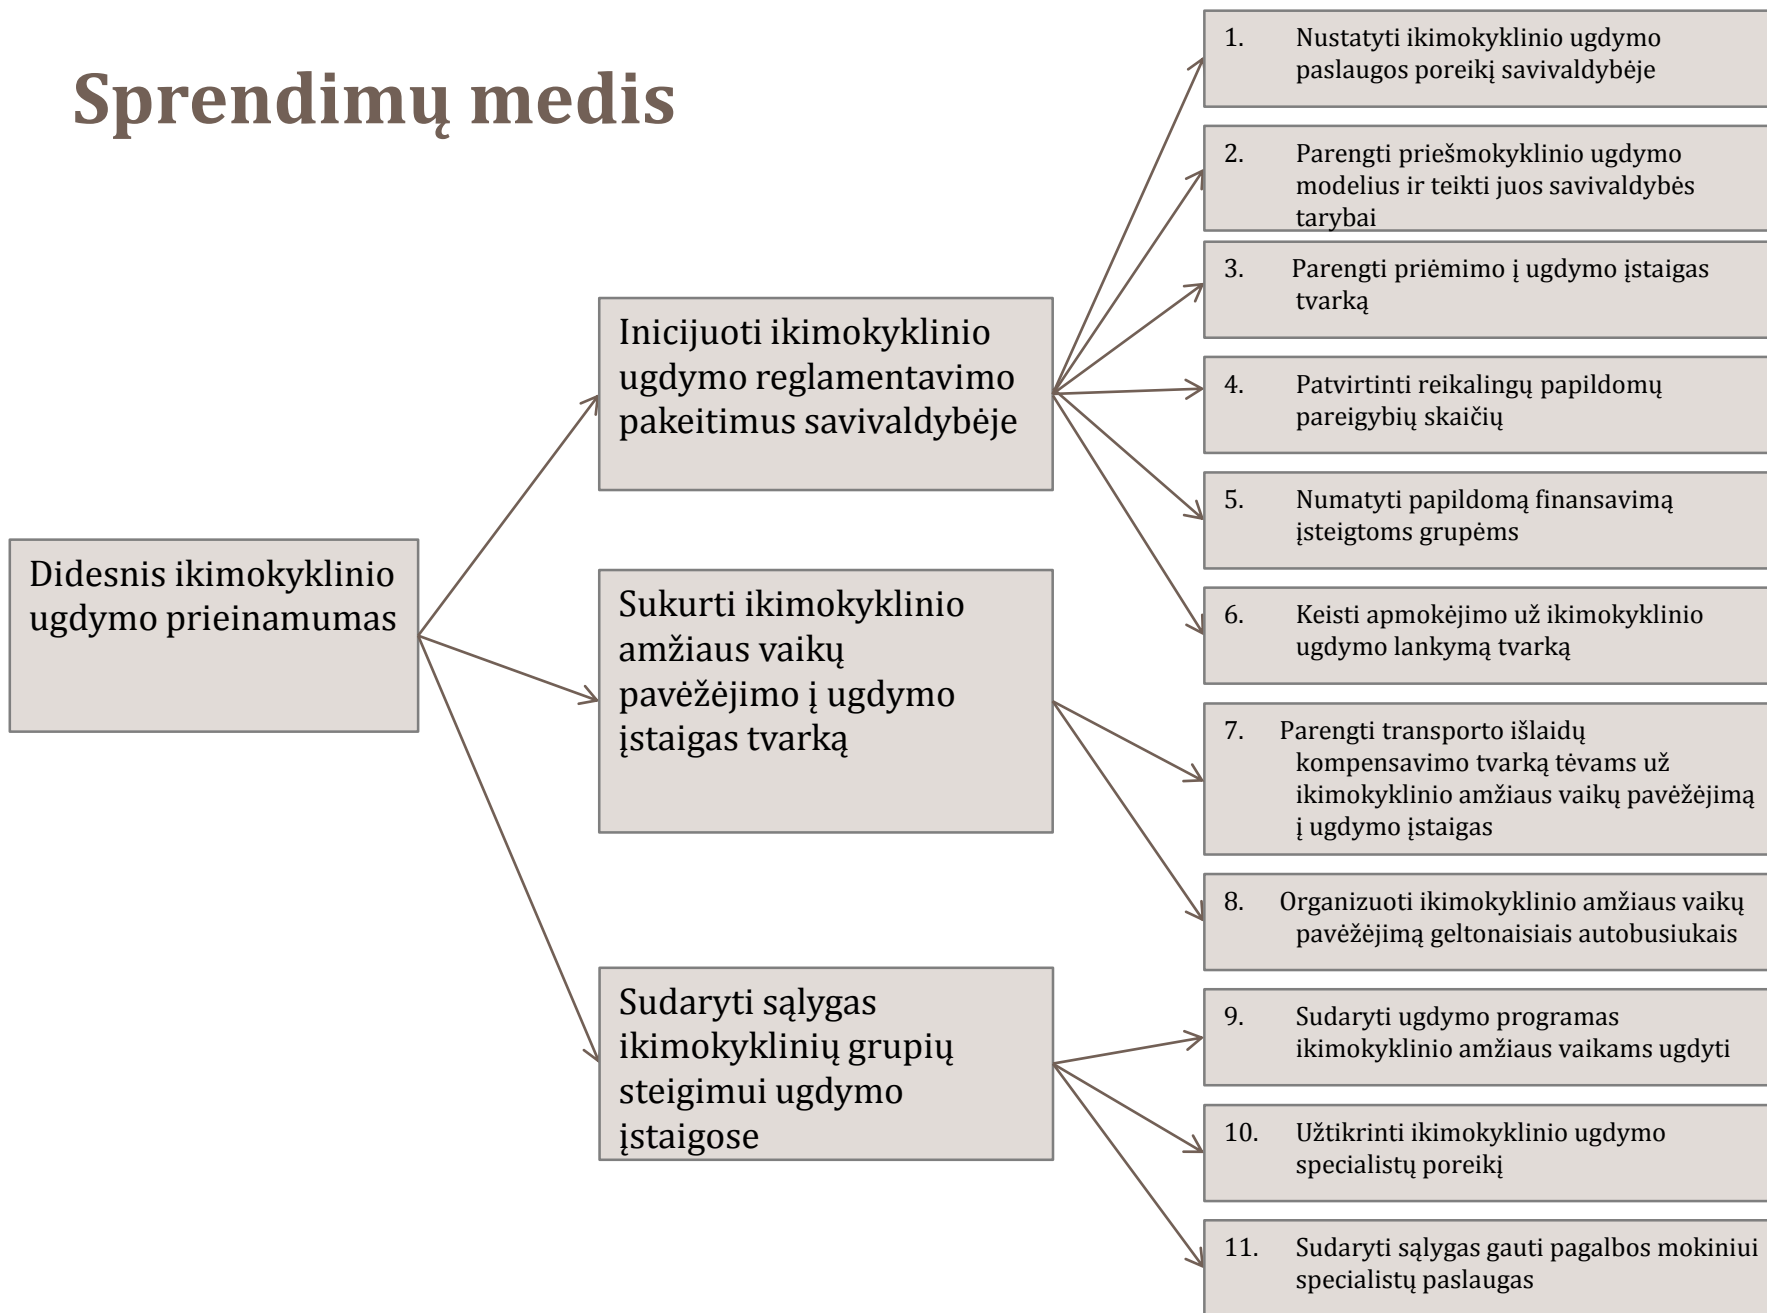 Sprendimų medis
Didesnis ikimokyklinio
ugdymo prieinamumas
Inicijuoti ikimokyklinio
ugdymo reglamentavimo
pakeitimus savivaldybėje
Sukurti ikimokyklinio
amžiaus vaikų
pavėžėjimo į ugdymo
įstaigas tvarką
Sudaryti sąlygas
ikimokyklinių grupių
steigimui ugdymo
įstaigose
1. Nustatyti ikimokyklinio ugdymo
paslaugos poreikį savivaldybėje
2. Parengti priešmokyklinio ugdymo
modelius ir teikti juos savivaldybės
tarybai
3. Parengti priėmimo į ugdymo įstaigas
tvarką
4. Patvirtinti reikalingų papildomų
pareigybių skaičių
5. Numatyti papildomą finansavimą
įsteigtoms grupėms
6. Keisti apmokėjimo už ikimokyklinio
ugdymo lankymą tvarką
7. Parengti transporto išlaidų
kompensavimo tvarką tėvams už
ikimokyklinio amžiaus vaikų pavėžėjimą
į ugdymo įstaigas
8. Organizuoti ikimokyklinio amžiaus vaikų
pavėžėjimą geltonaisiais autobusiukais
9. Sudaryti ugdymo programas
ikimokyklinio amžiaus vaikams ugdyti
10. Užtikrinti ikimokyklinio ugdymo
specialistų poreikį
11. Sudaryti sąlygas gauti pagalbos mokiniui
specialistų paslaugas